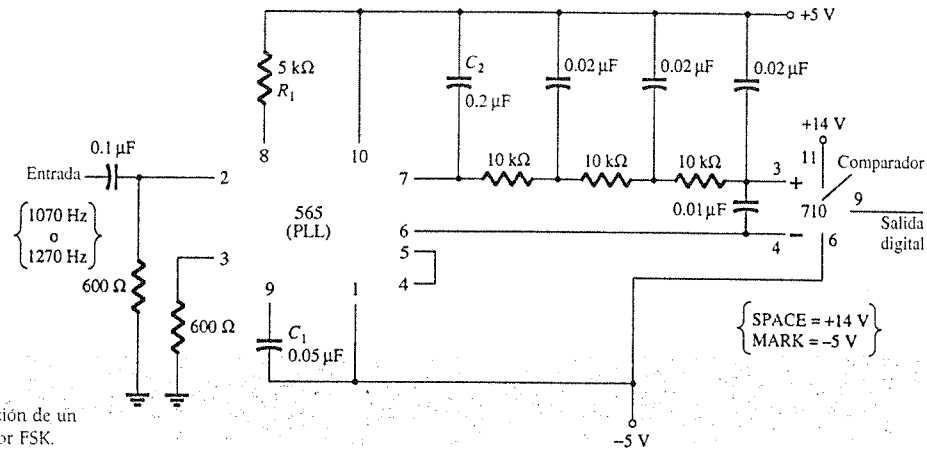 +5 V
5 kΩ
R1
C2
0.2 μF
0.02 μF
0.02 μF
0.02 μF
+14 V
0.1 μF
8
10
11
Comparador
Entrada
2
7
10 kΩ
10 kΩ
10 kΩ
3
+
{1070 Hz
o
1270 Hz}
565
(PLL)
0.01 μF
710
9
Salida
digital
6
4
−
6
3
5
4
600 Ω
9
1
600 Ω
C1
0.05 μF
{SPACE = +14 V
MARK = −5 V}
−5 V
ión de un
or FSK.